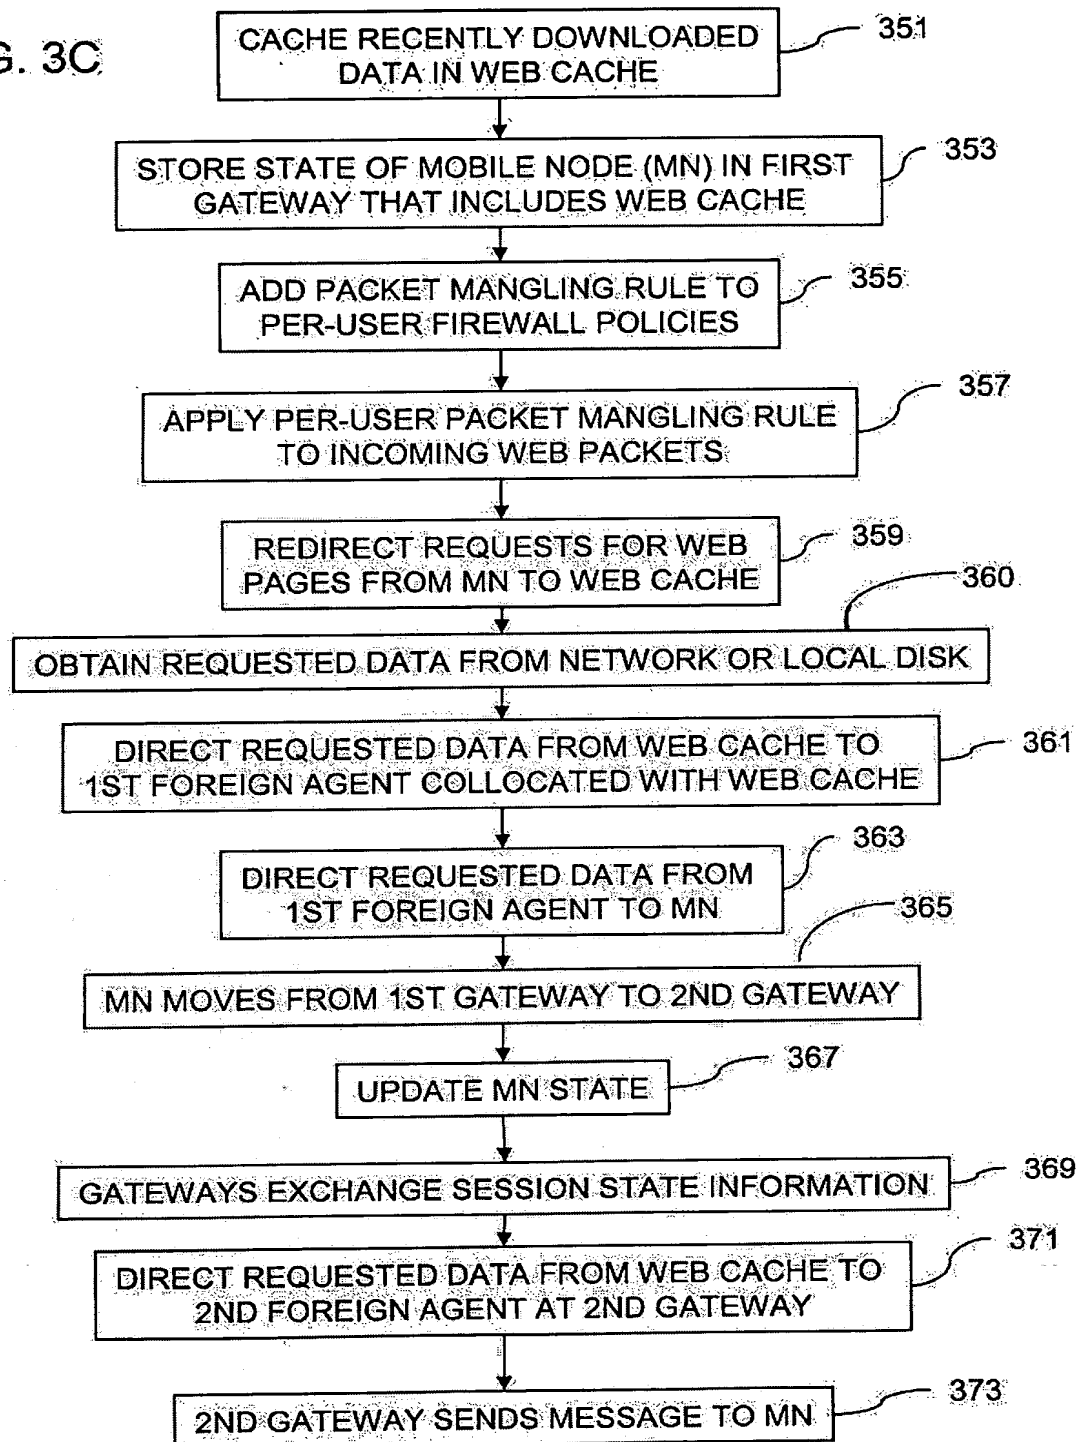 G. 3C
CACHE RECENTLY DOWNLOADED
DATA IN WEB CACHE
351
STORE STATE OF MOBILE NODE (MN) IN FIRST
GATEWAY THAT INCLUDES WEB CACHE
353
ADD PACKET MANGLING RULE TO
PER-USER FIREWALL POLICIES
355
APPLY PER-USER PACKET MANGLING RULE
TO INCOMING WEB PACKETS
357
REDIRECT REQUESTS FOR WEB
PAGES FROM MN TO WEB CACHE
359
360
OBTAIN REQUESTED DATA FROM NETWORK OR LOCAL DISK
DIRECT REQUESTED DATA FROM WEB CACHE TO
1ST FOREIGN AGENT COLLOCATED WITH WEB CACHE
361
363
DIRECT REQUESTED DATA FROM
1ST FOREIGN AGENT TO MN
365
MN MOVES FROM 1ST GATEWAY TO 2ND GATEWAY
367
UPDATE MN STATE
369
GATEWAYS EXCHANGE SESSION STATE INFORMATION
371
DIRECT REQUESTED DATA FROM WEB CACHE TO
2ND FOREIGN AGENT AT 2ND GATEWAY
373
2ND GATEWAY SENDS MESSAGE TO MN